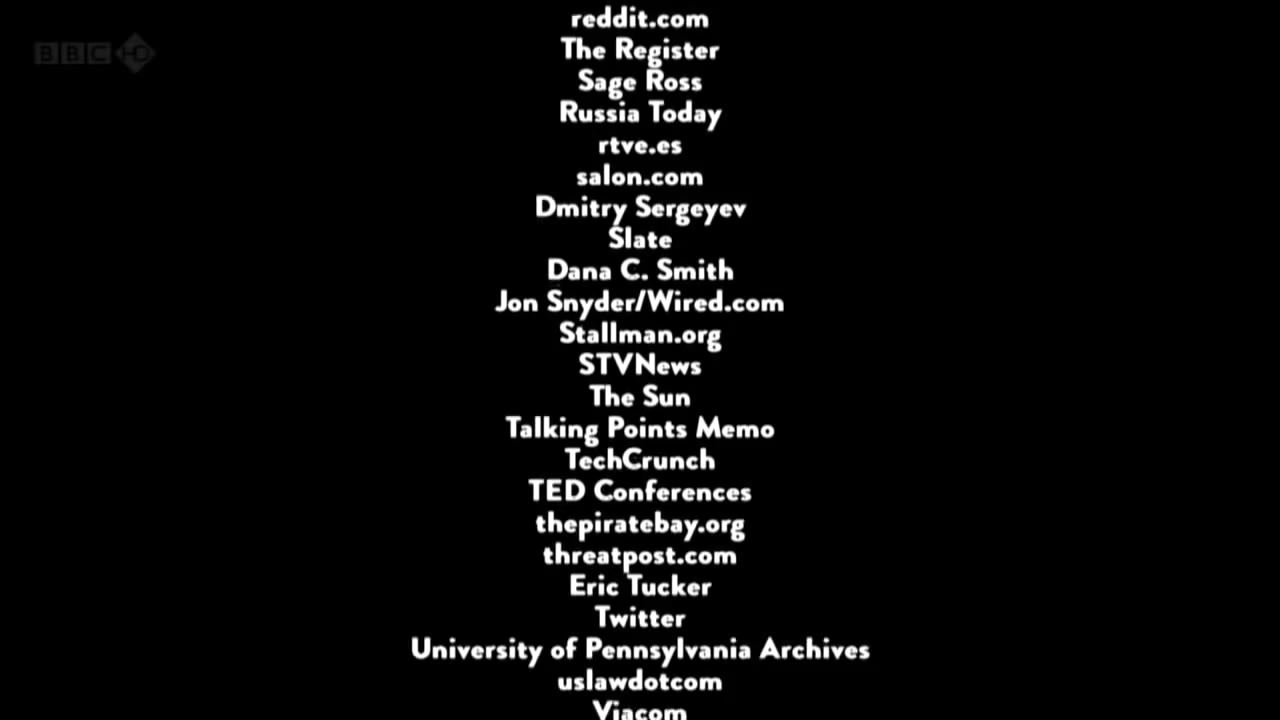 reddit.com
BBC HD
The Register
Sage Ross
Russia Today
rtve.es
salon.com
Dmitry Sergeyev
Slate
Dana C. Smith
Jon Snyder/Wired.com
Stallman.org
STVNews
The Sun
Talking Points Memo
TechCrunch
TED Conferences
thepiratebay.org
threatpost.com
Eric Tucker
Twitter
University of Pennsylvania Archives
uslawdotcom
Viacom